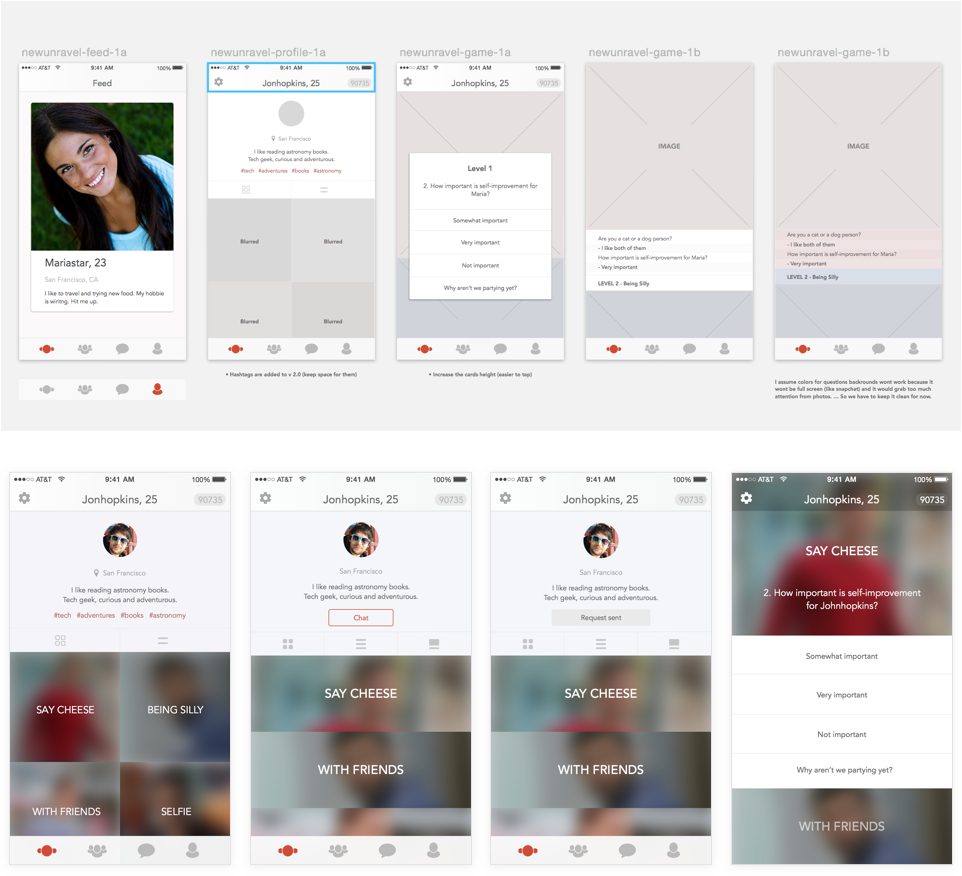 newunravel-feed-1a
newunravel-profile-1a
newunravel-game-1a
newunravel-game-1b
newunravel-game-1b
AT&T 9:41 AM 100%
Feed
Mariastar, 23
San Francisco, CA
I like to travel and trying new food. My hobbie
is wiritng. Hit me up.
AT&T 9:41 AM 100%
Jonhopkins, 25 90735
San Francisco
I like reading astronomy books.
Tech geek, curious and adventurous.
#tech #adventures #books #astronomy
Blurred Blurred
Blurred Blurred
• Hashtags are added to v 2.0 (keep space for them)
AT&T 9:41 AM 100%
Jonhopkins, 25 90735
Level 1
2. How important is self-improvement for
Maria?
Somewhat important
Very important
Not important
Why aren't we partying yet?
• Increase the cards height (easier to tap)
IMAGE
Are you a cat or a dog person?
- I like both of them
How important is self-improvement for Maria?
- Very important
LEVEL 2 - Being Silly
IMAGE
Are you a cat or a dog person?
- I like both of them
How important is self-improvement for Maria?
- Very important
LEVEL 2 - Being Silly
I assume colors for questions backrounds wont work because it
wont be full screen (like snapchat) and it would grab too much
attention from photos. ... So we have to keep it clean for now.
AT&T 9:41 AM 100%
Jonhopkins, 25 90735
San Francisco
I like reading astronomy books.
Tech geek, curious and adventurous.
#tech #adventures #books #astronomy
SAY CHEESE BEING SILLY
WITH FRIENDS SELFIE
AT&T 9:41 AM 100%
Jonhopkins, 25 90735
San Francisco
I like reading astronomy books.
Tech geek, curious and adventurous.
Chat
SAY CHEESE
WITH FRIENDS
AT&T 9:41 AM 100%
Jonhopkins, 25 90735
San Francisco
I like reading astronomy books.
Tech geek, curious and adventurous.
Request sent
SAY CHEESE
WITH FRIENDS
AT&T 9:41 AM 100%
Jonhopkins, 25 90735
SAY CHEESE
2. How important is self-improvement
for Johnhopkins?
Somewhat important
Very important
Not important
Why aren't we partying yet?
WITH FRIENDS